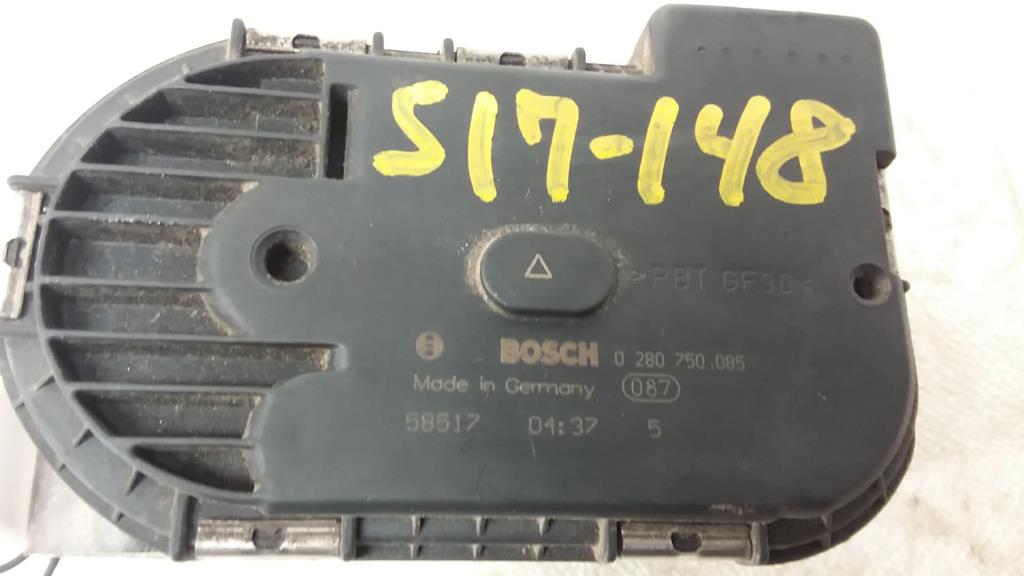 S17-148
>PBT GF30<
BOSCH 0 280 750.085
Made in Germany 087
58517 04:37 5